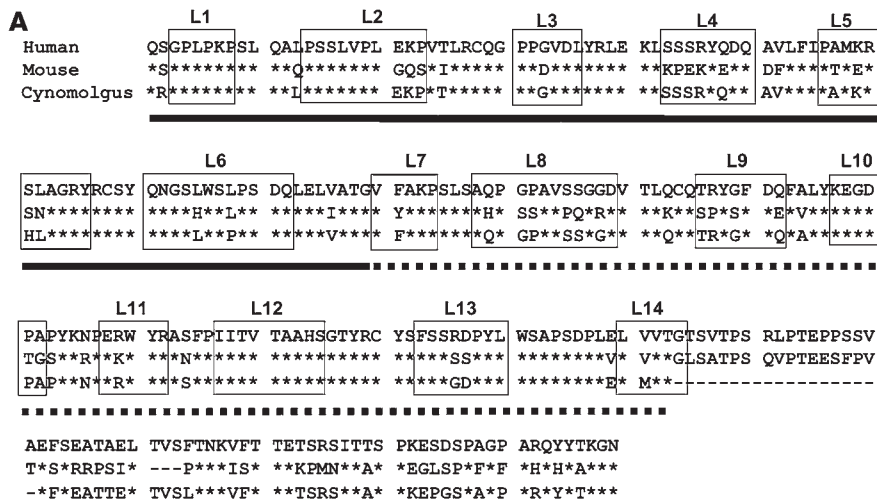 A
L1 L2 L3 L4 L5
Human QSGPLPKPSL QALPSSLVPL EKPVTLRCQG PPGVDLYRLE KLSSSRYQDQ AVLFIPAMKR
Mouse *S******** **Q******* GQS*I***** **D******* **KPEK*E** DF****T*E*
Cynomolgus *R******** **L******* EKP*T***** **G******* **SSSR*Q** AV****A*K*
L6 L7 L8 L9 L10
SLAGRYRCSY QNGSLWSLPS DQLELVATGV FAKPSLSAQP GPAVSSGGDV TLQCQTRYGF DQFALYKEGD
SN******** ****H**L** ****I***** Y*******H* SS**PQ*R** **K**SP*S* *E*V******
HL******** ****L**P** ****V***** F*******Q* GP**SS*G** **Q**TR*G* *Q*A******
L11 L12 L13 L14
PAPYKNPERW YRASFPIITV TAAHSGTYRC YSFSSRDPYL WSAPSDPLEL VVTGTSVTPS RLPTEPPSSV
TGS**R**K* ***N****** ********** ****SS**** ********V* *V**GLSATPS QVPTEESFPV
PAP**N**R* ***S****** ********** ****GD**** ********E* *M**------ ----------
AEFSEATAEL TVSFTNKVFT TETSRSITTS PKESDSPAGP ARQYYTKGNN
T*S*RRPSI* ---P***IS* **KPMN**A* *EGLSP*F*F *H*H*A***
-*F*EATTE* TVSL***VF* **TSRS**A* *KEPGS*A*P *R*Y*T***